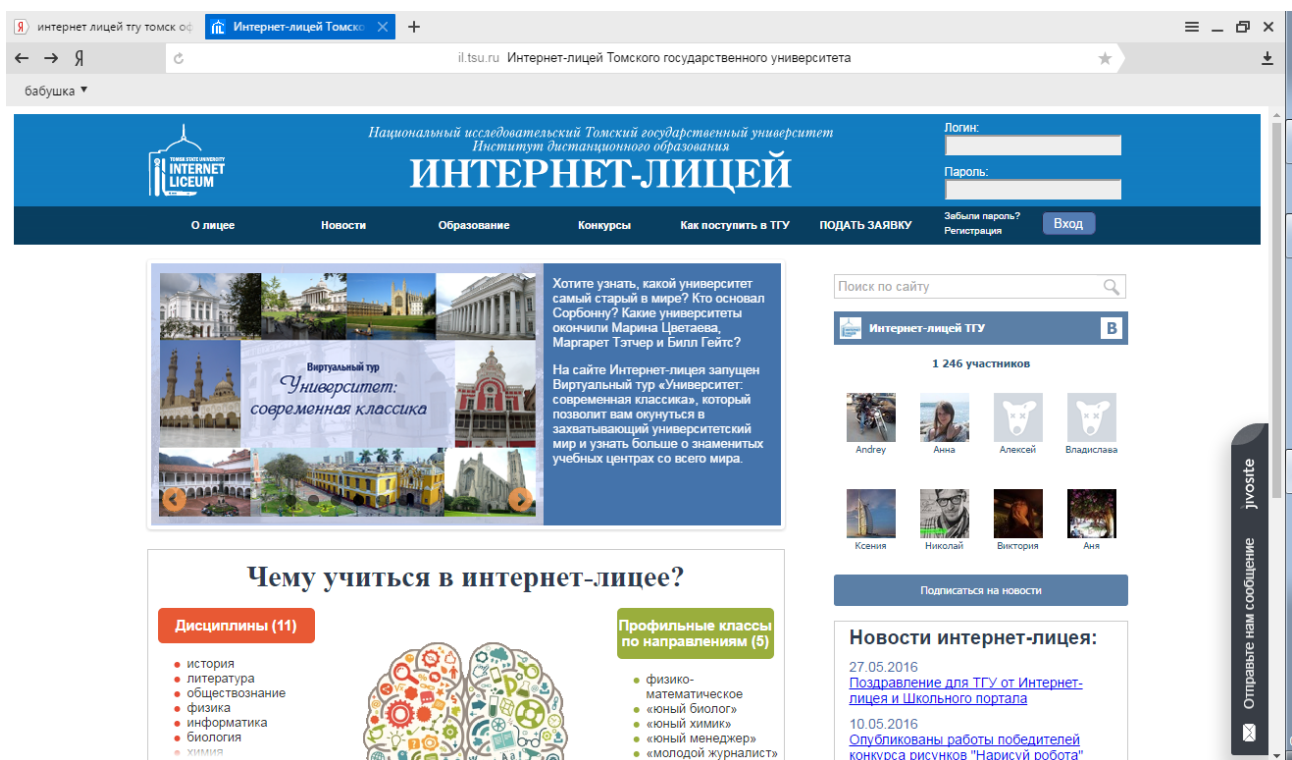 интернет лицей тгу томск оф
Интернет-лицей Томско
il.tsu.ru Интернет-лицей Томского государственного университета
бабушка
TOMSK STATE UNIVERSITY
INTERNET
LICEUM
Национальный исследовательский Томский государственный университет
Институт дистанционного образования
ИНТЕРНЕТ-ЛИЦЕЙ
Логин:
Пароль:
О лицее
Новости
Образование
Конкурсы
Как поступить в ТГУ
ПОДАТЬ ЗАЯВКУ
Забыли пароль?
Регистрация
Вход
Виртуальный тур
Университет:
современная классика
Хотите узнать, какой университет
самый старый в мире? Кто основал
Сорбонну? Какие университеты
окончили Марина Цветаева,
Маргарет Тэтчер и Билл Гейтс?
На сайте Интернет-лицея запущен
Виртуальный тур «Университет:
современная классика», который
позволит вам окунуться в
захватывающий университетский
мир и узнать больше о знаменитых
учебных центрах со всего мира.
Поиск по сайту
Интернет-лицей ТГУ
B
1 246 участников
Andrey
Анна
Алексей
Владислава
Ксения
Николай
Виктория
Аня
Подписаться на новости
Чему учиться в интернет-лицее?
Дисциплины (11)
история
литература
обществознание
физика
информатика
биология
химия
Профильные классы
по направлениям (5)
физико-
математическое
«юный биолог»
«юный химик»
«юный менеджер»
«молодой журналист»
Новости интернет-лицея:
27.05.2016
Поздравление для ТГУ от Интернет-
лицея и Школьного портала
10.05.2016
Опубликованы работы победителей
конкурса рисунков "Нарисуй робота"
Отправьте нам сообщение
jivosite